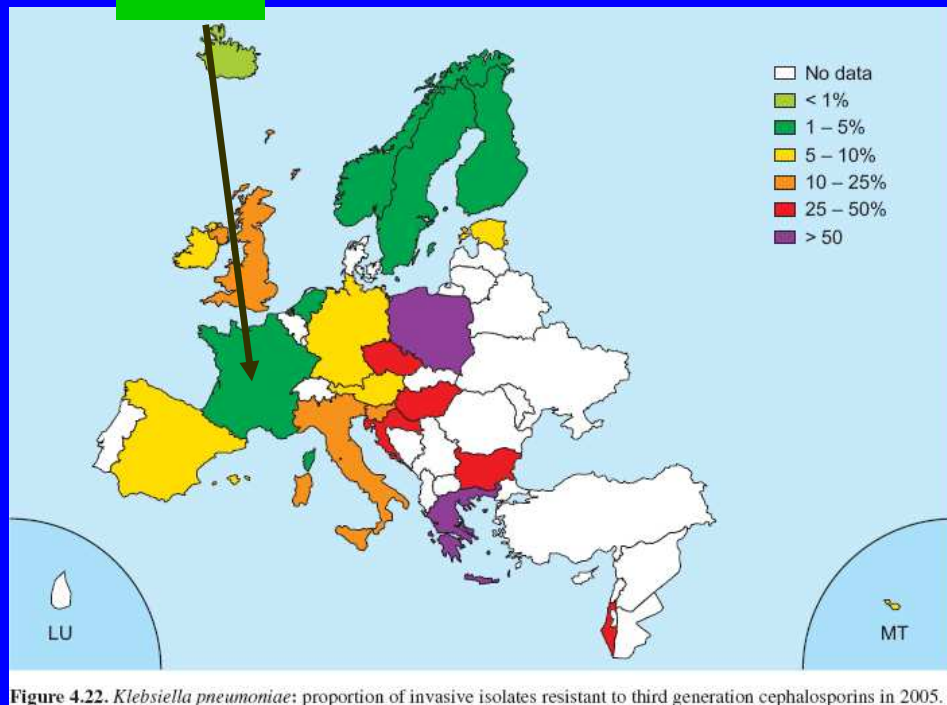 No data
< 1%
1 – 5%
5 – 10%
10 – 25%
25 – 50%
> 50
LU
MT
Figure 4.22. Klebsiella pneumoniae: proportion of invasive isolates resistant to third generation cephalosporins in 2005.